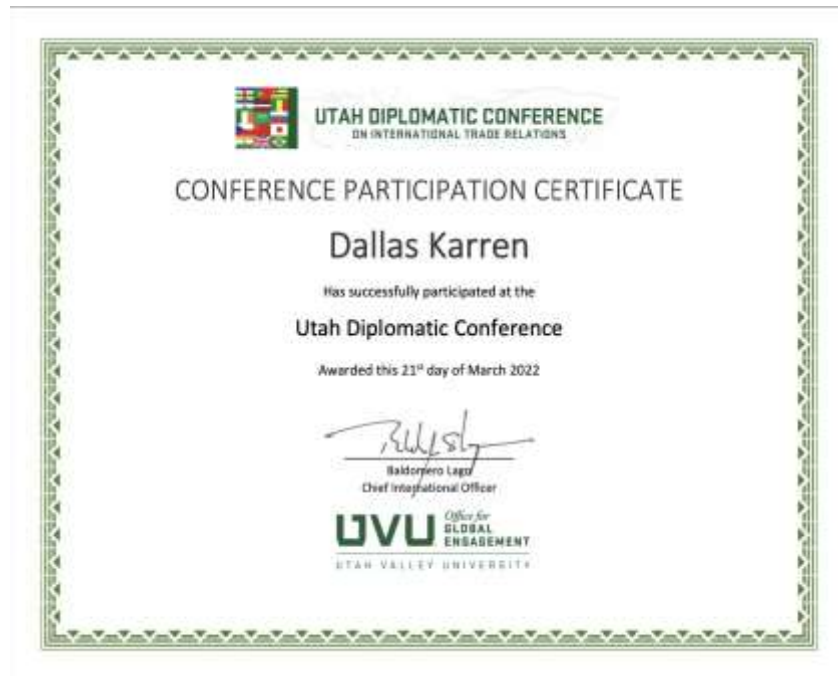 UTAH DIPLOMATIC CONFERENCE
ON INTERNATIONAL TRADE RELATIONS
CONFERENCE PARTICIPATION CERTIFICATE
Dallas Karren
Has successfully participated at the
Utah Diplomatic Conference
Awarded this 21st day of March 2022
Baldomero Lago
Chief International Officer
UVU Office for
GLOBAL
ENGAGEMENT
UTAH VALLEY UNIVERSITY